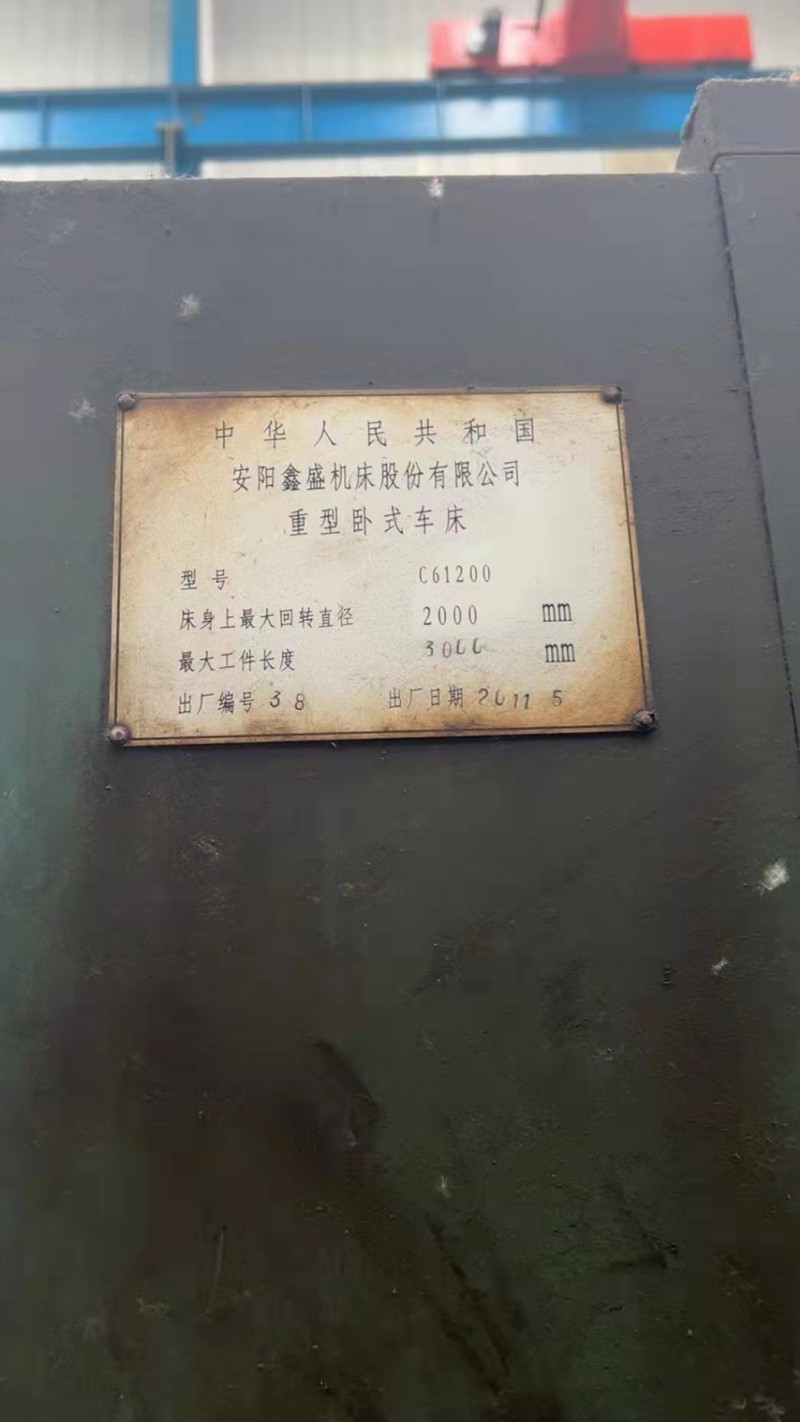 中华人民共和国
安阳鑫盛机床股份有限公司
重型卧式车床
型号 C61200
床身上最大回转直径 2000 mm
最大工件长度 3000 mm
出厂编号 38 出厂日期 2011 5